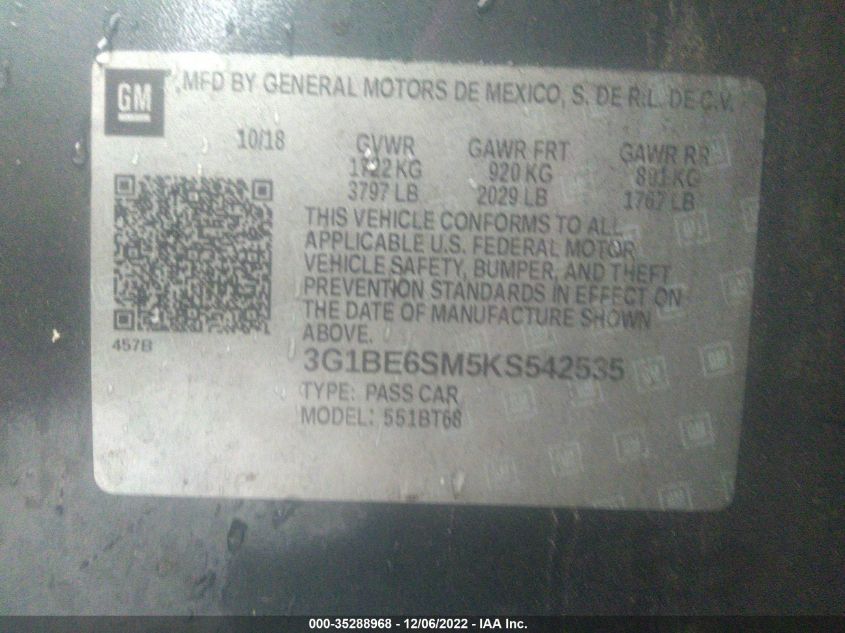 GM
MFD BY GENERAL MOTORS DE MEXICO, S. DE R.L. DE C.V.
10/18 GVWR GAWR FRT GAWR RR
1722 KG 920 KG 801 KG
3797 LB 2029 LB 1767 LB
THIS VEHICLE CONFORMS TO ALL
APPLICABLE U.S. FEDERAL MOTOR
VEHICLE SAFETY, BUMPER, AND THEFT
PREVENTION STANDARDS IN EFFECT ON
THE DATE OF MANUFACTURE SHOWN
ABOVE.
457B
3G1BE6SM5KS542535
TYPE: PASS CAR
MODEL: 551BT68
000-35288968 - 12/06/2022 - IAA Inc.